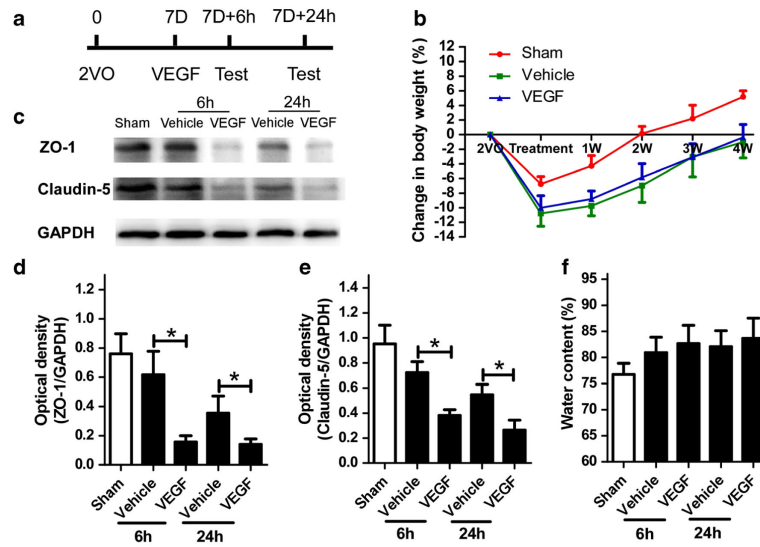 a
0 7D 7D+6h 7D+24h
2VO VEGF Test Test
b
Change in body weight (%)
12
10
8
6
4
2
0
-2
-4
-6
-8
-10
-12
-14
Sham
Vehicle
VEGF
2VO Treatment 1W 2W 3W 4W
c
6h 24h
Sham Vehicle VEGF Vehicle VEGF
ZO-1
Claudin-5
GAPDH
d
Optical density
(ZO-1/GAPDH)
1.2
1.0
0.8
0.6
0.4
0.2
0.0
* *
Sham Vehicle VEGF Vehicle VEGF
6h 24h
e
Optical density
(Claudin-5/GAPDH)
1.4
1.2
1.0
0.8
0.6
0.4
0.2
0.0
* *
Sham Vehicle VEGF Vehicle VEGF
6h 24h
f
Water content (%)
95
90
85
80
75
70
65
60
Sham Vehicle VEGF Vehicle VEGF
6h 24h